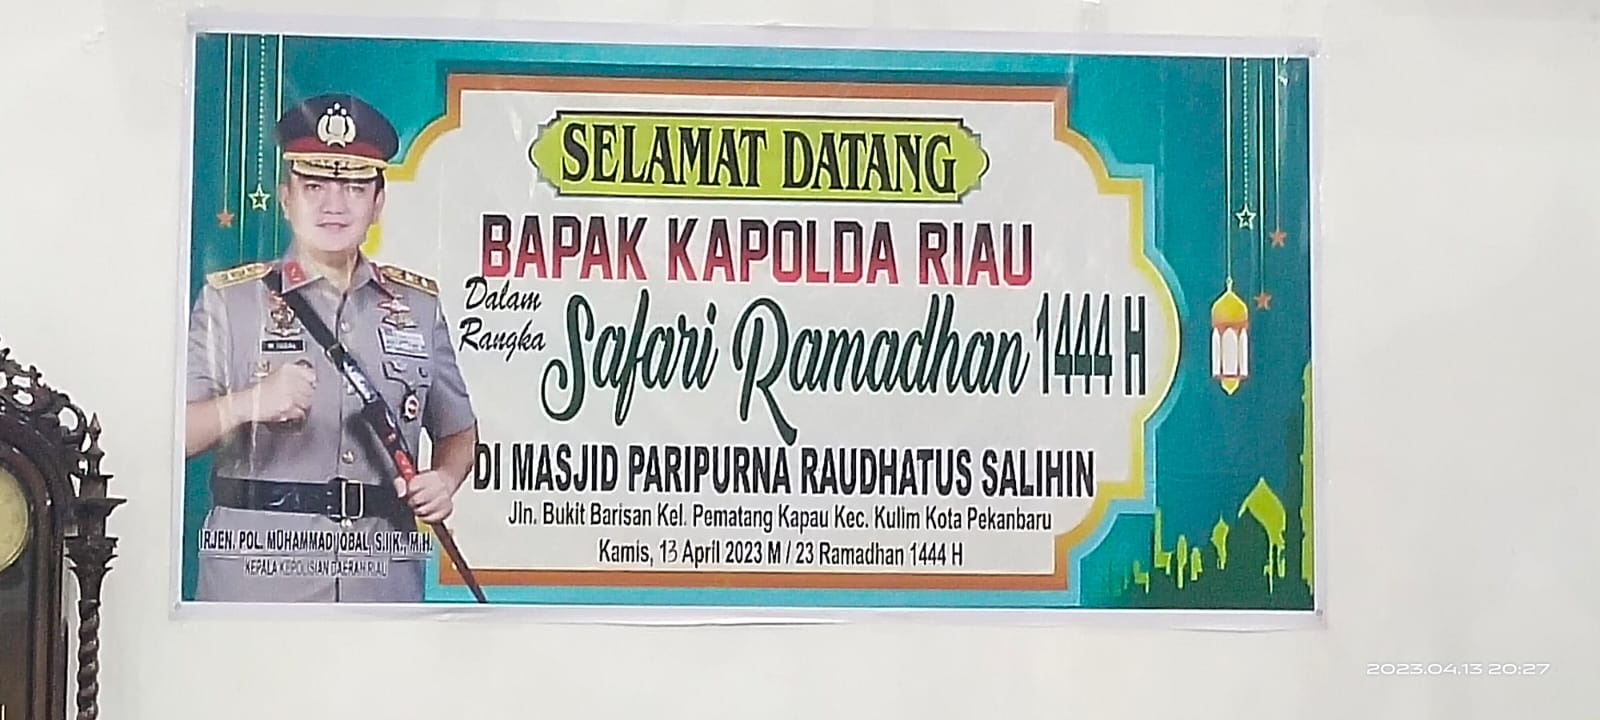 SELAMAT DATANG
BAPAK KAPOLDA RIAU
Dalam
Rangka
Safari Ramadhan 1444 H
DI MASJID PARIPURNA RAUDHATUS SALIHIN
Jln. Bukit Barisan Kel. Pematang Kapau Kec. Kulim Kota Pekanbaru
Kamis, 13 April 2023 M / 23 Ramadhan 1444 H
IRJEN. POL. MUHAMMAD IQBAL, S.IIK., M.H.
KEPALA KEPOLISIAN DAERAH RIAU
M. IQBAL
2023.04.13 20:27